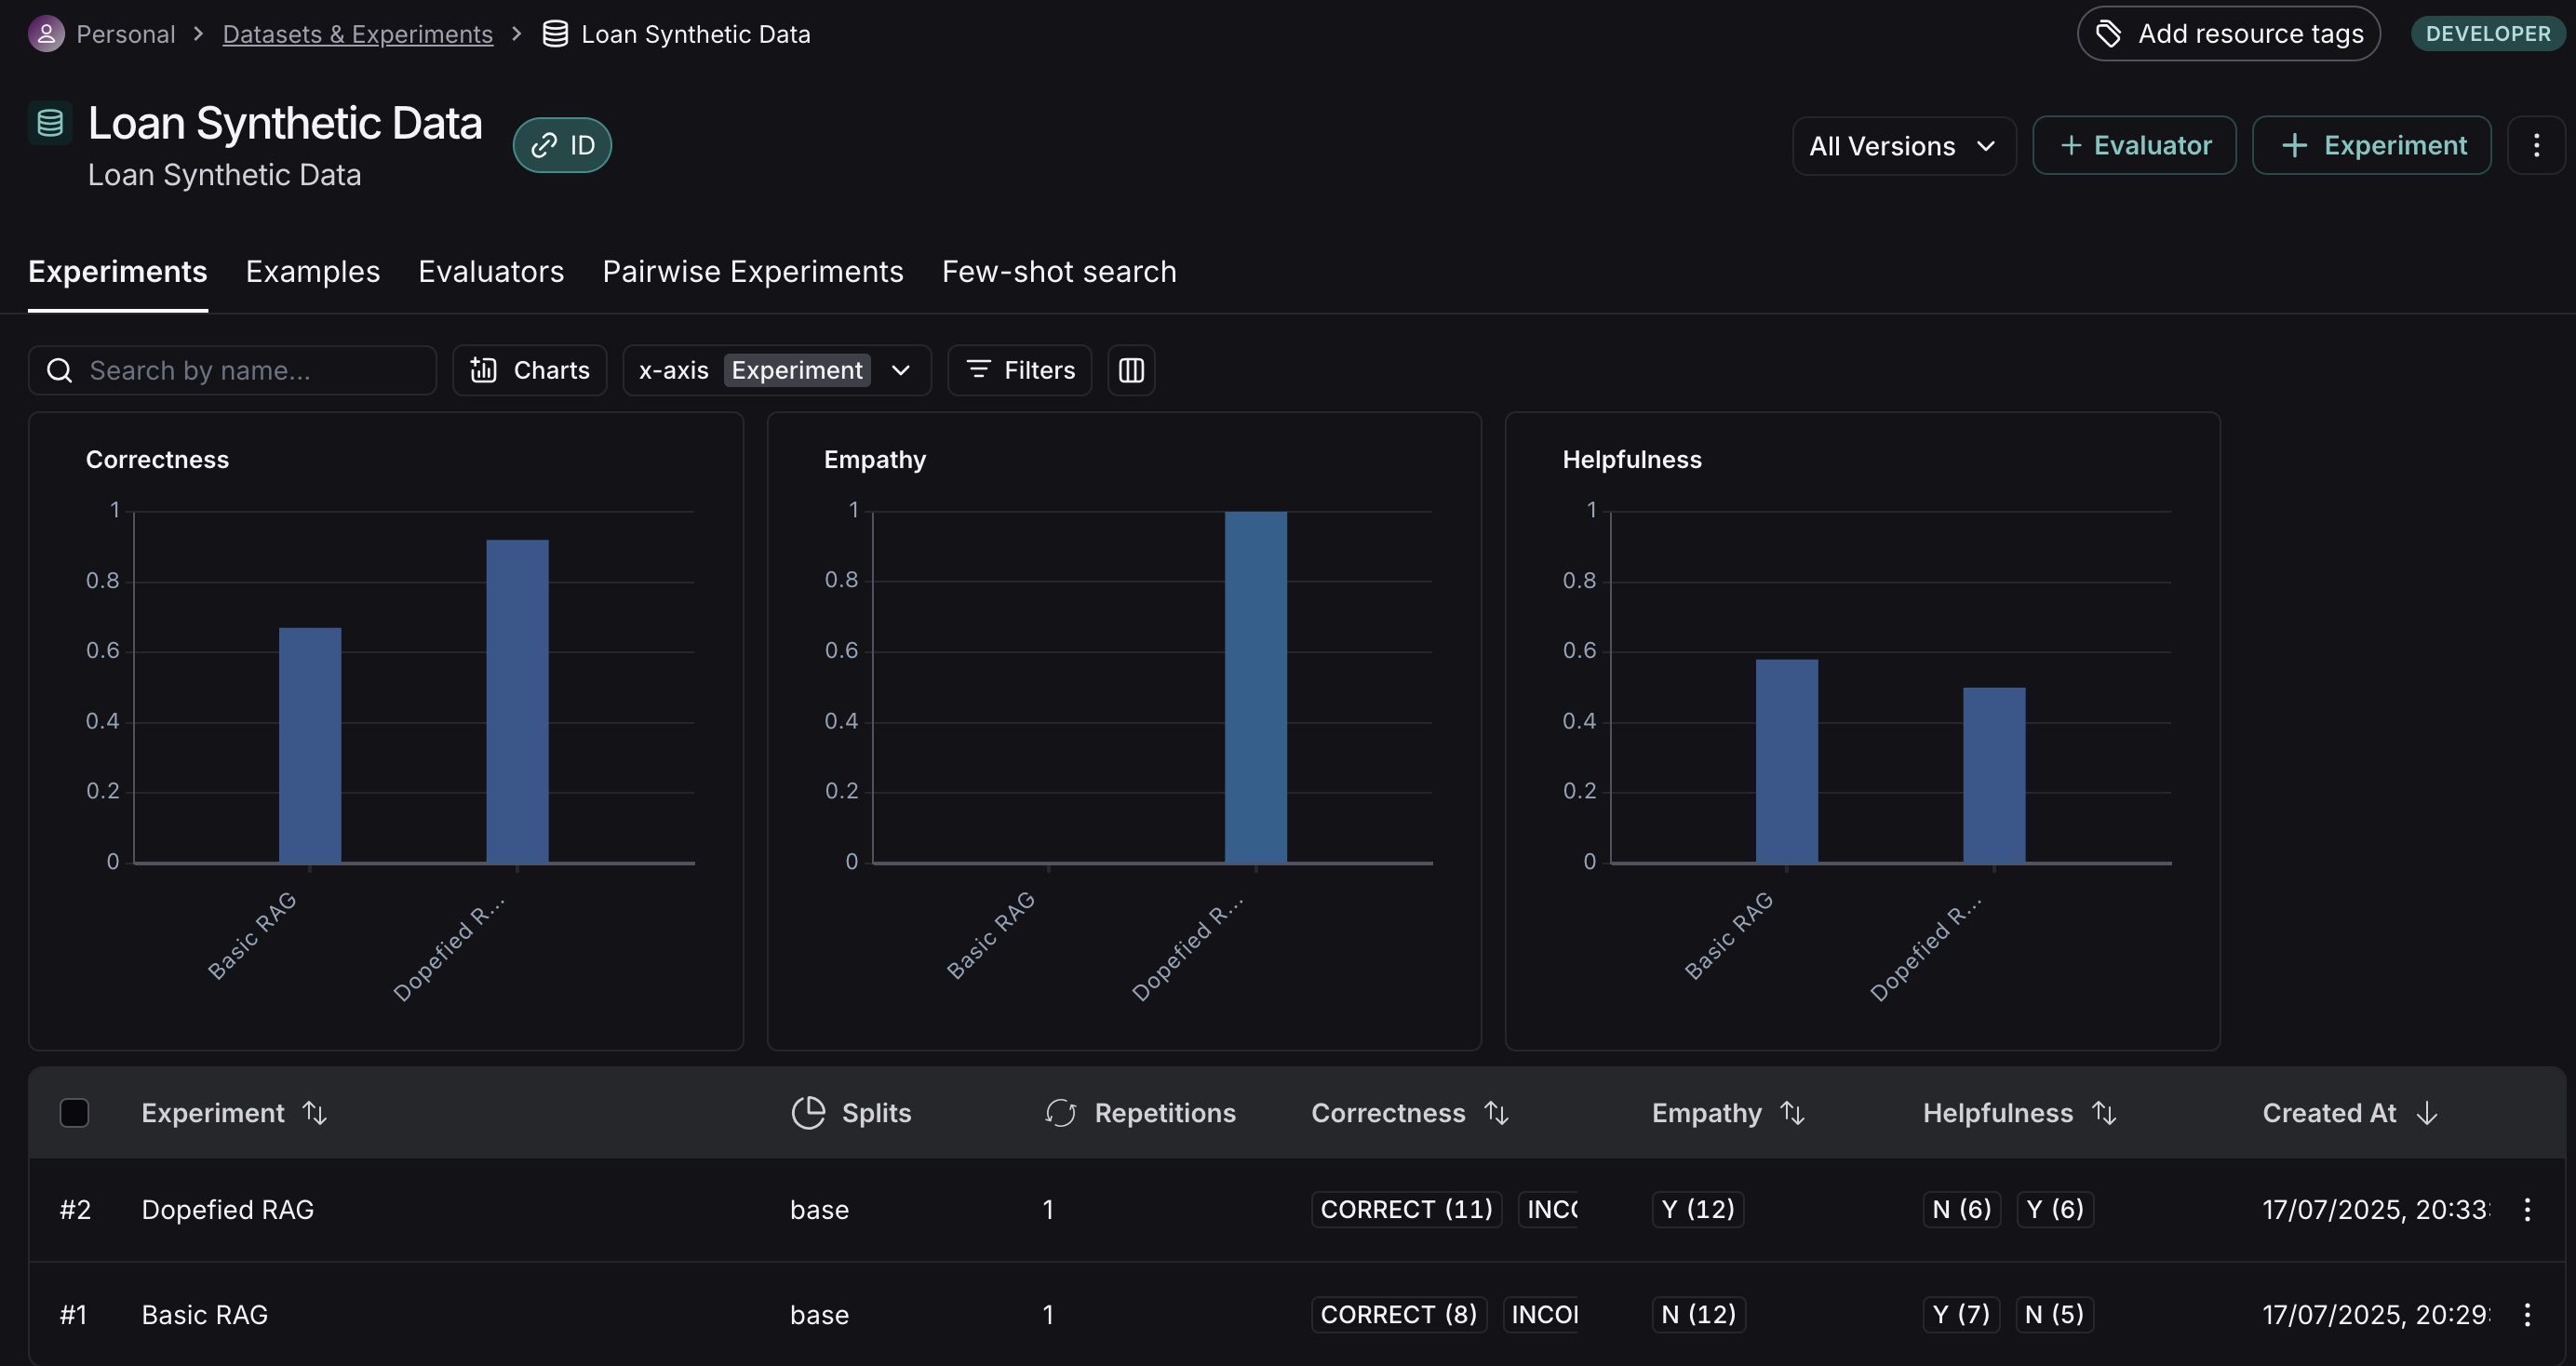 Personal > Datasets & Experiments > Loan Synthetic Data
Add resource tags
DEVELOPER
Loan Synthetic Data
ID
Loan Synthetic Data
All Versions
+ Evaluator
+ Experiment
Experiments Examples Evaluators Pairwise Experiments Few-shot search
Search by name...
Charts
x-axis Experiment
Filters
Correctness
1
0.8
0.6
0.4
0.2
0
Basic RAG
Dopefied R...
Empathy
1
0.8
0.6
0.4
0.2
0
Basic RAG
Dopefied R...
Helpfulness
1
0.8
0.6
0.4
0.2
0
Basic RAG
Dopefied R...
Experiment Splits Repetitions Correctness Empathy Helpfulness Created At
#2 Dopefied RAG base 1 CORRECT (11) INCO Y (12) N (6) Y (6) 17/07/2025, 20:33:
#1 Basic RAG base 1 CORRECT (8) INCO N (12) Y (7) N (5) 17/07/2025, 20:29: